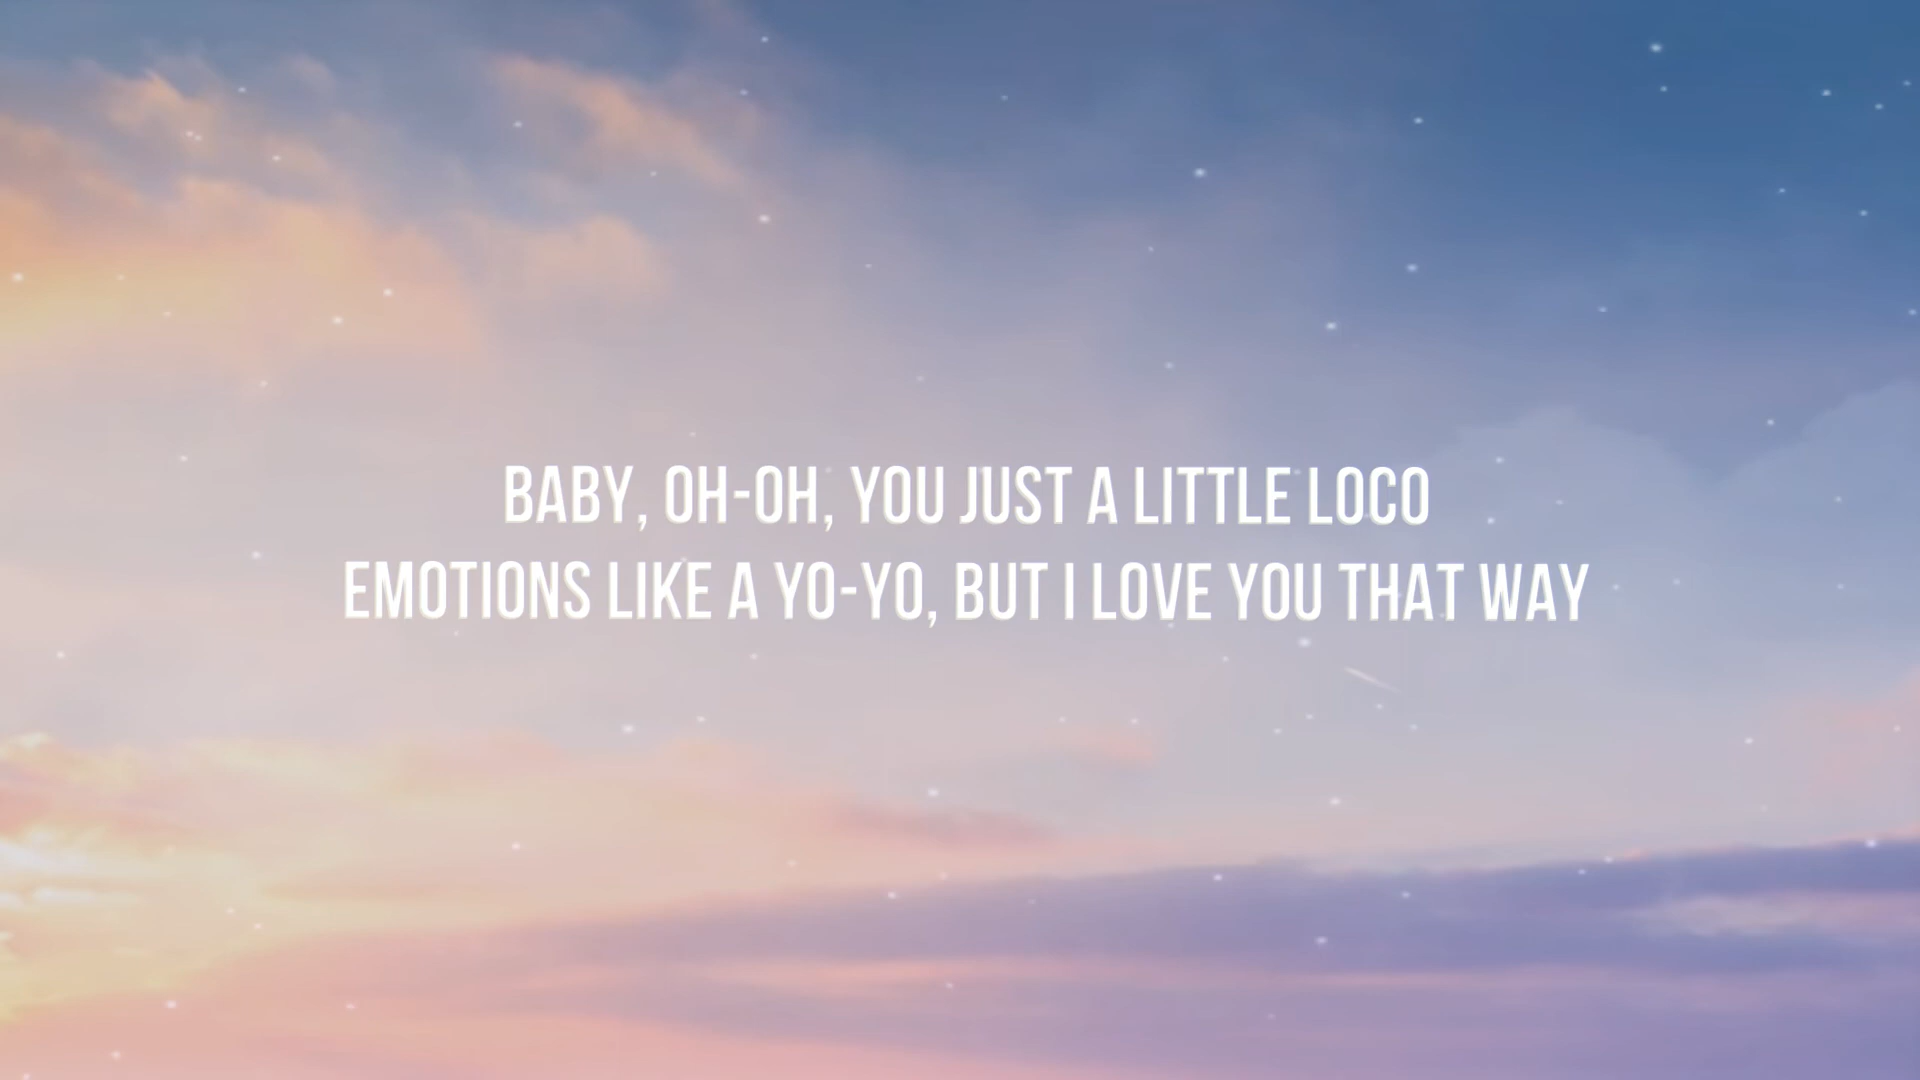 BABY, OH-OH, YOU JUST A LITTLE LOCO
EMOTIONS LIKE A YO-YO, BUT I LOVE YOU THAT WAY